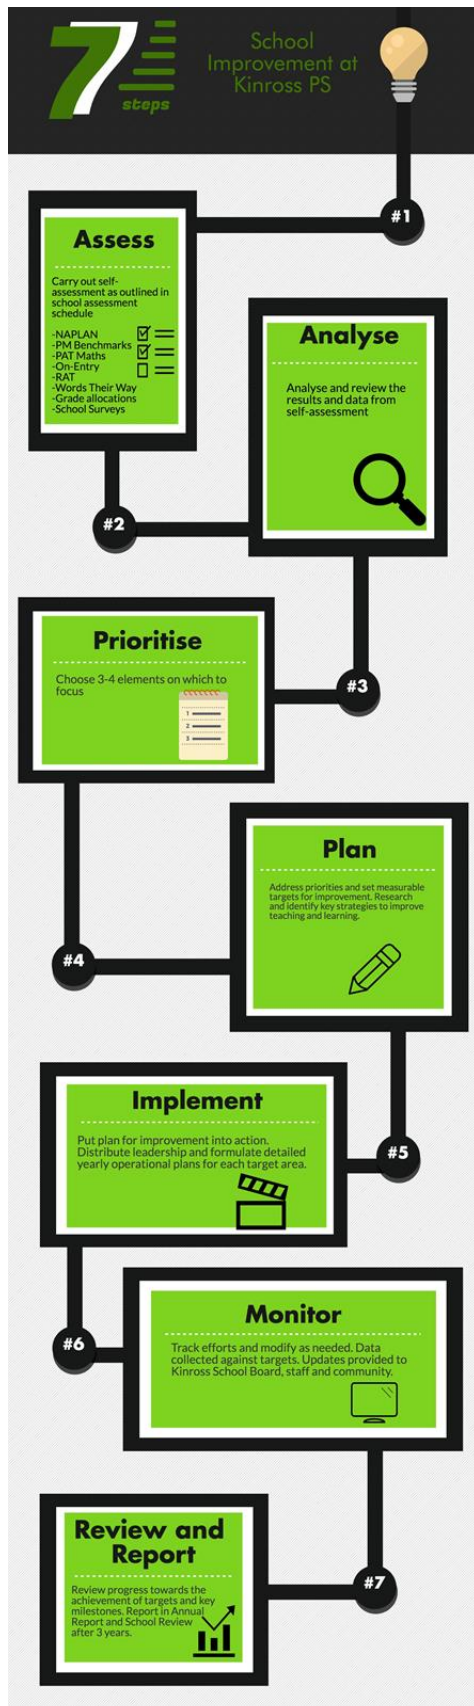 7
steps
School
Improvement at
Kinross PS
#1
Assess
Carry out self-
assessment as outlined in
school assessment
schedule
-NAPLAN
-PM Benchmarks
-PAT Maths
-On-Entry
-RAT
-Words Their Way
-Grade allocations
-School Surveys
#2
Analyse
Analyse and review the
results and data from
self-assessment
#3
Prioritise
Choose 3-4 elements on which to
focus
1
2
3
#4
Plan
Address priorities and set measurable
targets for improvement. Research
and identify key strategies to improve
teaching and learning.
#5
Implement
Put plan for improvement into action.
Distribute leadership and formulate detailed
yearly operational plans for each target area.
#6
Monitor
Track efforts and modify as needed. Data
collected against targets. Updates provided to
Kinross School Board, staff and community.
#7
Review and
Report
Review progress towards the
achievement of targets and key
milestones. Report in Annual
Report and School Review
after 3 years.